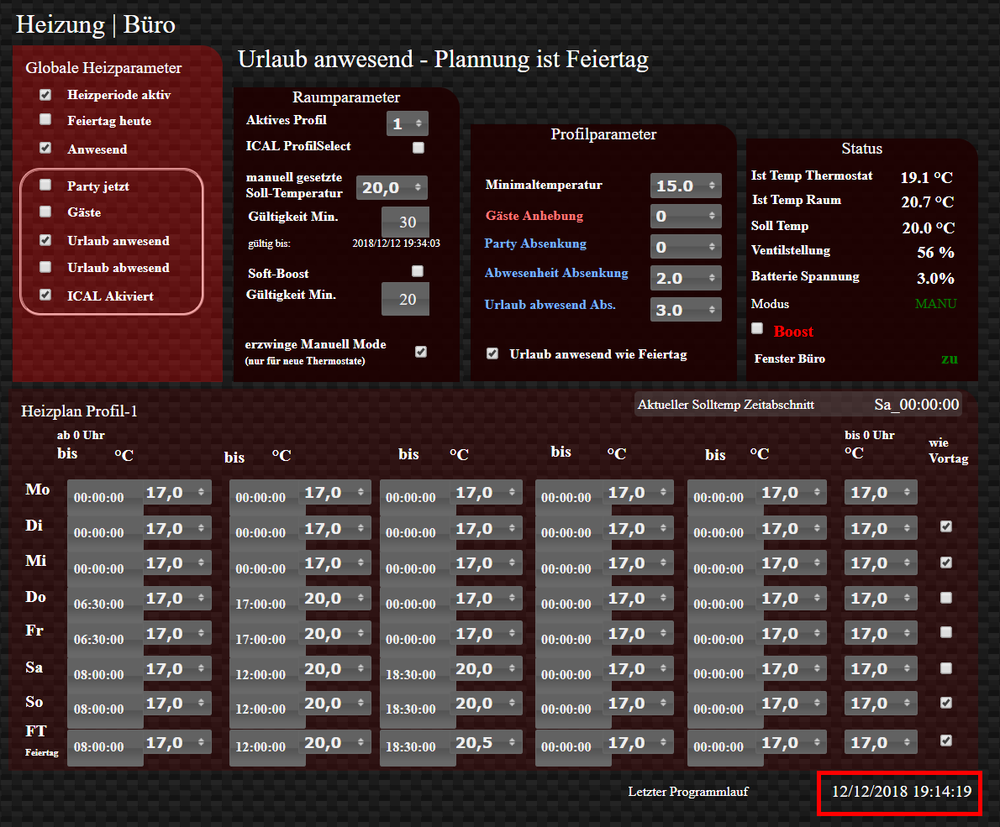 Heizung | Büro
Urlaub anwesend - Plannung ist Feiertag
Globale Heizparameter
Heizperiode aktiv
Feiertag heute
Anwesend
Party jetzt
Gäste
Urlaub anwesend
Urlaub abwesend
ICAL Akiviert
Raumparameter
Aktives Profil 1
ICAL ProfilSelect
manuell gesetzte
Soll-Temperatur 20,0
Gültigkeit Min. 30
gültig bis: 2018/12/12 19:34:03
Soft-Boost
Gültigkeit Min. 20
erzwinge Manuell Mode
(nur für neue Thermostate)
Profilparameter
Minimaltemperatur 15.0
Gäste Anhebung 0
Party Absenkung 0
Abwesenheit Absenkung 2.0
Urlaub abwesend Abs. 3.0
Urlaub anwesend wie Feiertag
Status
Ist Temp Thermostat 19.1 °C
Ist Temp Raum 20.7 °C
Soll Temp 20.0 °C
Ventilstellung 56 %
Batterie Spannung 3.0%
Modus MANU
Boost
Fenster Büro zu
Heizplan Profil-1
Aktueller Solltemp Zeitabschnitt Sa_00:00:00
ab 0 Uhr bis 0 Uhr
bis °C bis °C bis °C bis °C bis °C °C wie
Vortag
Mo 00:00:00 17,0 00:00:00 17,0 00:00:00 17,0 00:00:00 17,0 00:00:00 17,0 17,0
Di 00:00:00 17,0 00:00:00 17,0 00:00:00 17,0 00:00:00 17,0 00:00:00 17,0 17,0
Mi 00:00:00 17,0 00:00:00 17,0 00:00:00 17,0 00:00:00 17,0 00:00:00 17,0 17,0
Do 06:30:00 17,0 17:00:00 20,0 00:00:00 17,0 00:00:00 17,0 00:00:00 17,0 17,0
Fr 06:30:00 17,0 17:00:00 20,0 00:00:00 17,0 00:00:00 17,0 00:00:00 17,0 17,0
Sa 08:00:00 17,0 12:00:00 20,0 18:30:00 20,0 00:00:00 17,0 00:00:00 17,0 17,0
So 08:00:00 17,0 12:00:00 20,0 18:30:00 20,0 00:00:00 17,0 00:00:00 17,0 17,0
FT 08:00:00 17,0 12:00:00 20,0 18:30:00 20,5 00:00:00 17,0 00:00:00 17,0 17,0
Feiertag
Letzter Programmlauf 12/12/2018 19:14:19